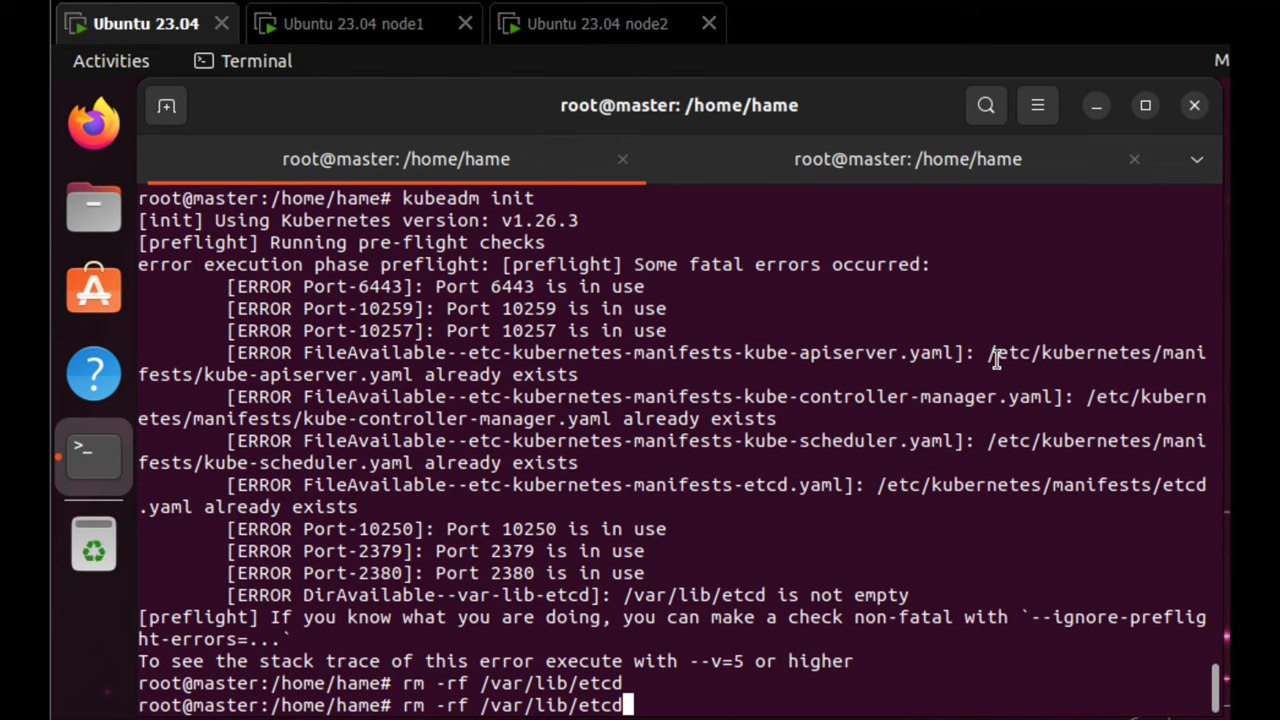 Ubuntu 23.04
Ubuntu 23.04 node1
Ubuntu 23.04 node2
Activities
Terminal
M
root@master: /home/hame
root@master: /home/hame
root@master: /home/hame
root@master:/home/hame# kubeadm init
[init] Using Kubernetes version: v1.26.3
[preflight] Running pre-flight checks
error execution phase preflight: [preflight] Some fatal errors occurred:
[ERROR Port-6443]: Port 6443 is in use
[ERROR Port-10259]: Port 10259 is in use
[ERROR Port-10257]: Port 10257 is in use
[ERROR FileAvailable--etc-kubernetes-manifests-kube-apiserver.yaml]: /etc/kubernetes/mani
fests/kube-apiserver.yaml already exists
[ERROR FileAvailable--etc-kubernetes-manifests-kube-controller-manager.yaml]: /etc/kubern
etes/manifests/kube-controller-manager.yaml already exists
[ERROR FileAvailable--etc-kubernetes-manifests-kube-scheduler.yaml]: /etc/kubernetes/mani
fests/kube-scheduler.yaml already exists
[ERROR FileAvailable--etc-kubernetes-manifests-etcd.yaml]: /etc/kubernetes/manifests/etcd
.yaml already exists
[ERROR Port-10250]: Port 10250 is in use
[ERROR Port-2379]: Port 2379 is in use
[ERROR Port-2380]: Port 2380 is in use
[ERROR DirAvailable--var-lib-etcd]: /var/lib/etcd is not empty
[preflight] If you know what you are doing, you can make a check non-fatal with `--ignore-preflig
ht-errors=...`
To see the stack trace of this error execute with --v=5 or higher
root@master:/home/hame# rm -rf /var/lib/etcd
root@master:/home/hame# rm -rf /var/lib/etcd